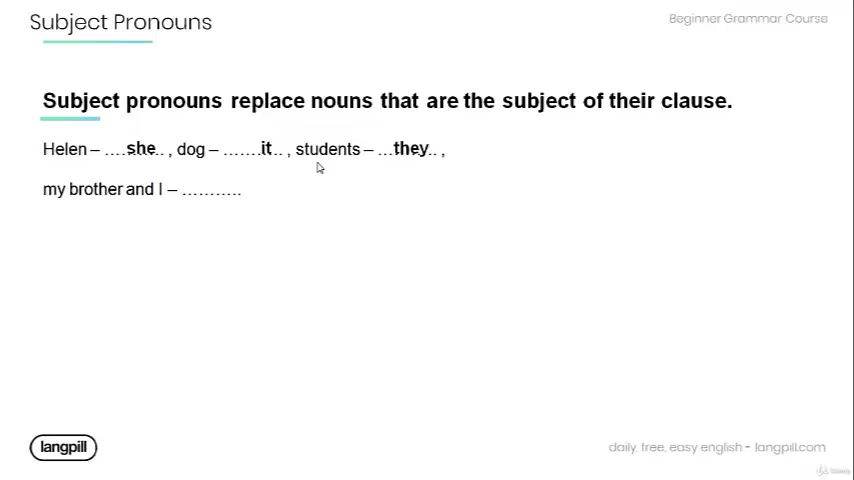 Subject Pronouns
Beginner Grammar Course
Subject pronouns replace nouns that are the subject of their clause.
Helen – ....she.. , dog – .......it.. , students – ...they.. ,
my brother and I – ...........
langpill
daily, free, easy english - langpill.com
Udemy